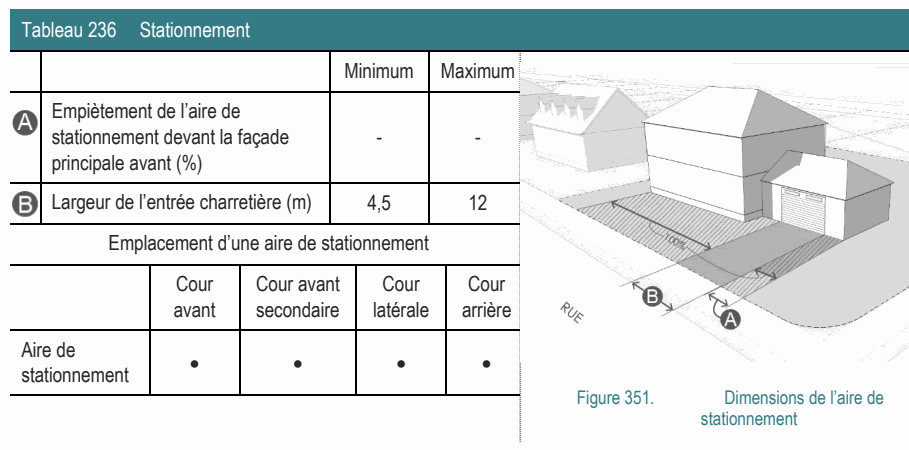 Tableau 236 Stationnement
Minimum Maximum
A Empiètement de l'aire de
stationnement devant la façade
principale avant (%) - -
B Largeur de l'entrée charretière (m) 4,5 12
Emplacement d'une aire de stationnement
Cour avant Cour avant secondaire Cour latérale Cour arrière
Aire de
stationnement • • • •
100%
B
A
RUE
Figure 351. Dimensions de l'aire de
stationnement